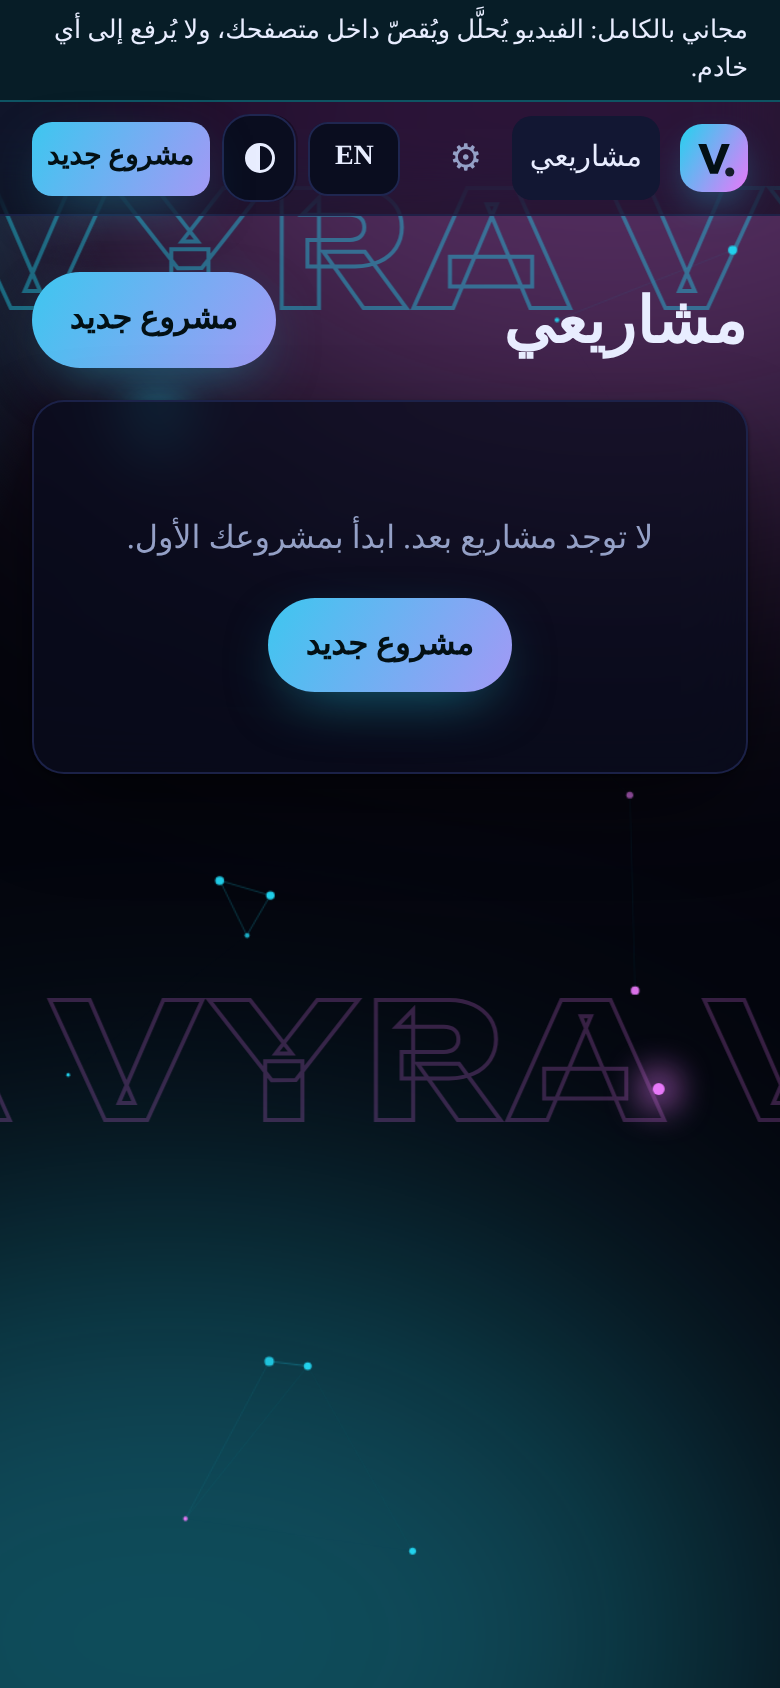 مجاني بالكامل: الفيديو يُحلَّل ويُقصّ داخل متصفحك، ولا يُرفع إلى أي
خادم.
V. مشاريعي EN مشروع جديد
VYRA V
مشاريعي مشروع جديد
لا توجد مشاريع بعد. ابدأ بمشروعك الأول.
مشروع جديد
A VYRA V